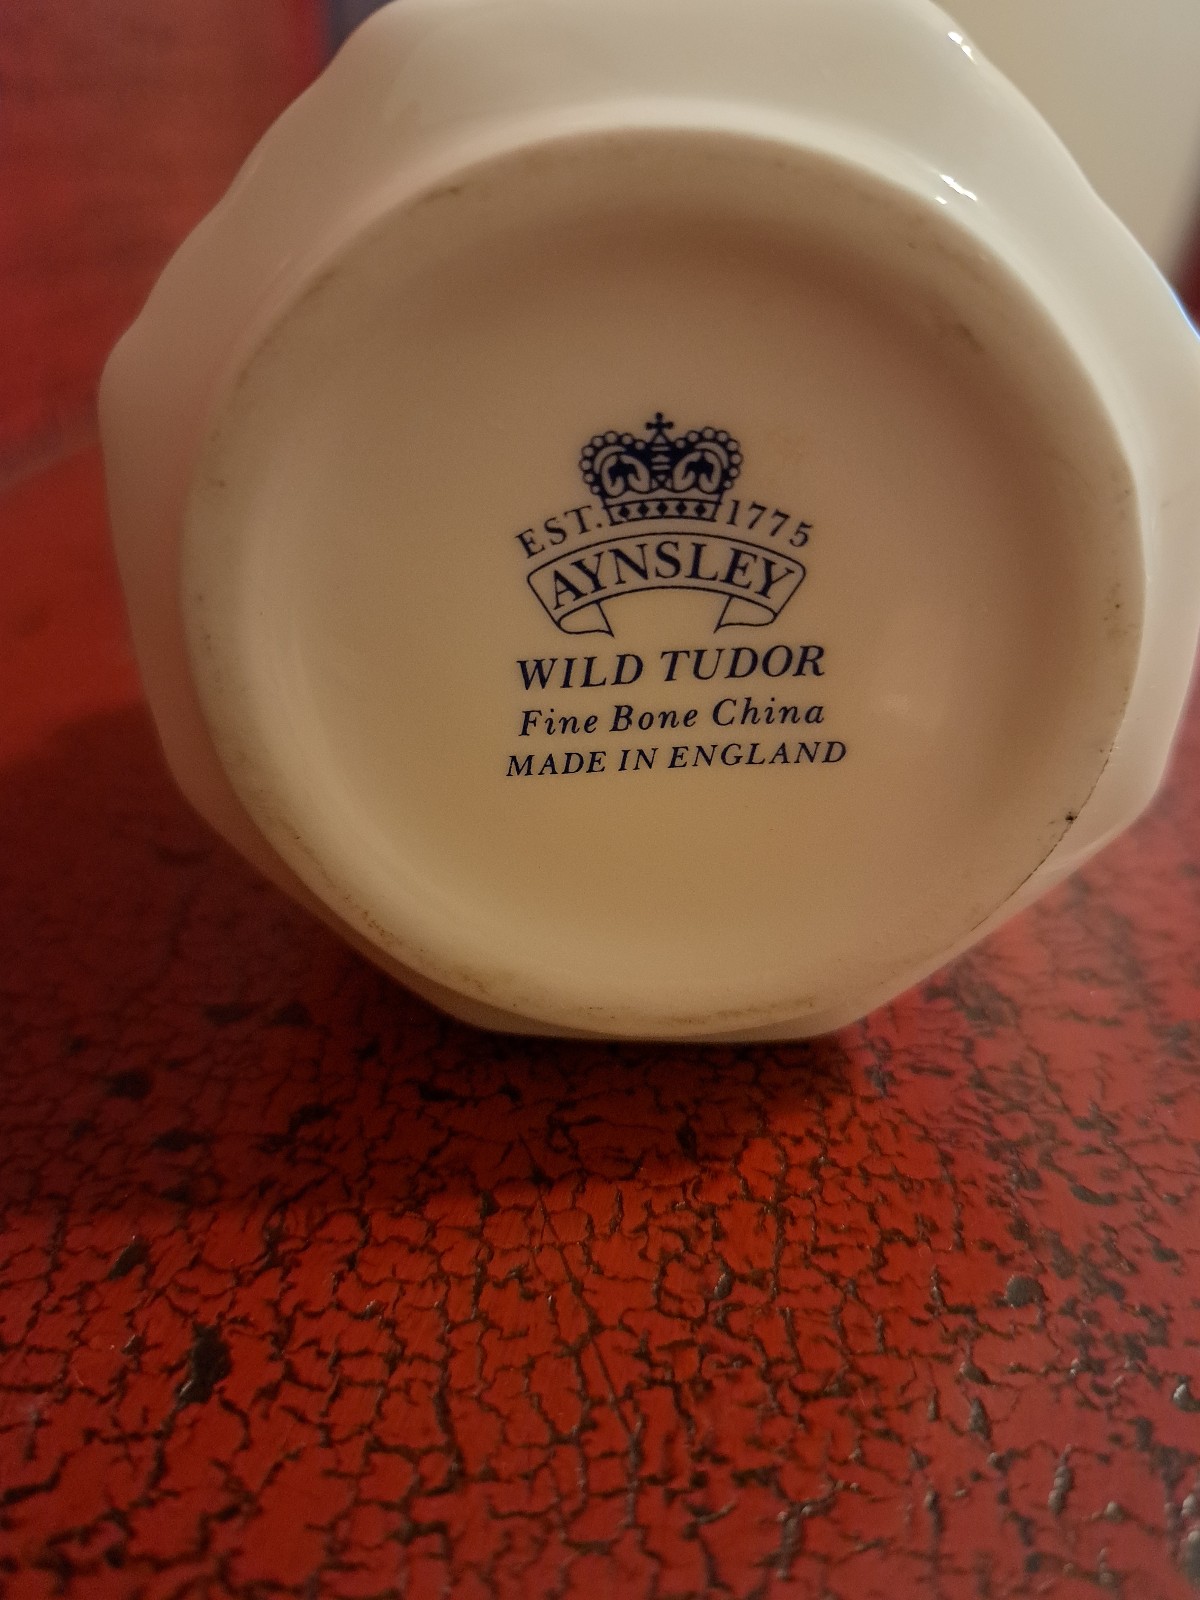 EST. 1775
AYNSLEY
WILD TUDOR
Fine Bone China
MADE IN ENGLAND